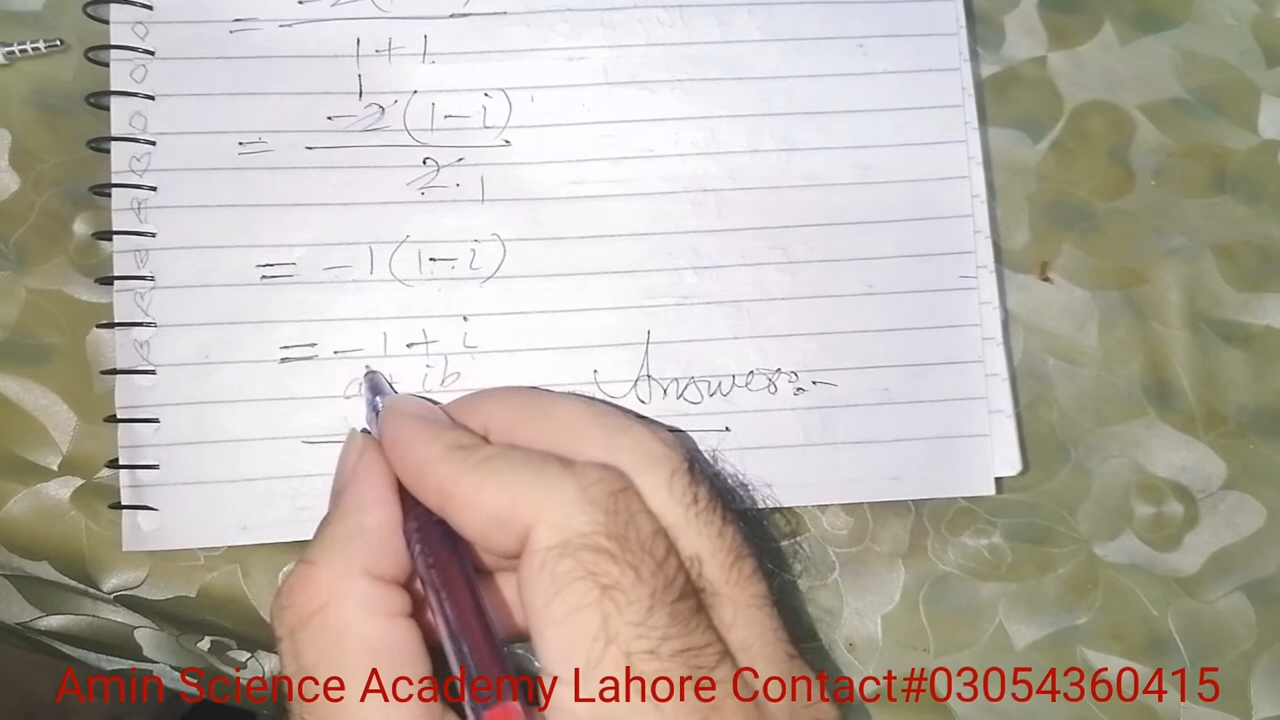 =
1+1
= -2(1-i)
2.1
= -1(1-i)
= -1+i
a+ib
Answer:-
Amin Science Academy Lahore Contact#03054360415